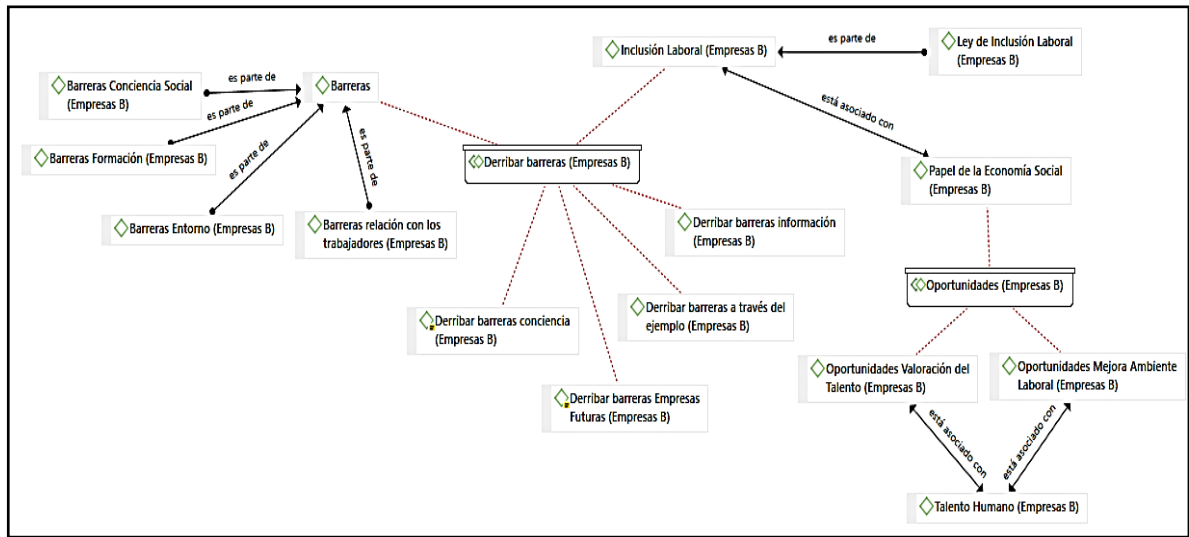 Inclusión Laboral (Empresas B)
es parte de
Ley de Inclusión Laboral
(Empresas B)
Barreras Conciencia Social
(Empresas B)
es parte de
Barreras
es parte de
está asociado con
Barreras Formación (Empresas B)
es parte de
es parte de
Derribar barreras (Empresas B)
Papel de la Economía Social
(Empresas B)
Barreras Entorno (Empresas B)
Barreras relación con los
trabajadores (Empresas B)
Derribar barreras información
(Empresas B)
Oportunidades (Empresas B)
Derribar barreras conciencia
(Empresas B)
Derribar barreras a través del
ejemplo (Empresas B)
Oportunidades Valoración del
Talento (Empresas B)
Oportunidades Mejora Ambiente
Laboral (Empresas B)
Derribar barreras Empresas
Futuras (Empresas B)
está asociado con
está asociado con
Talento Humano (Empresas B)